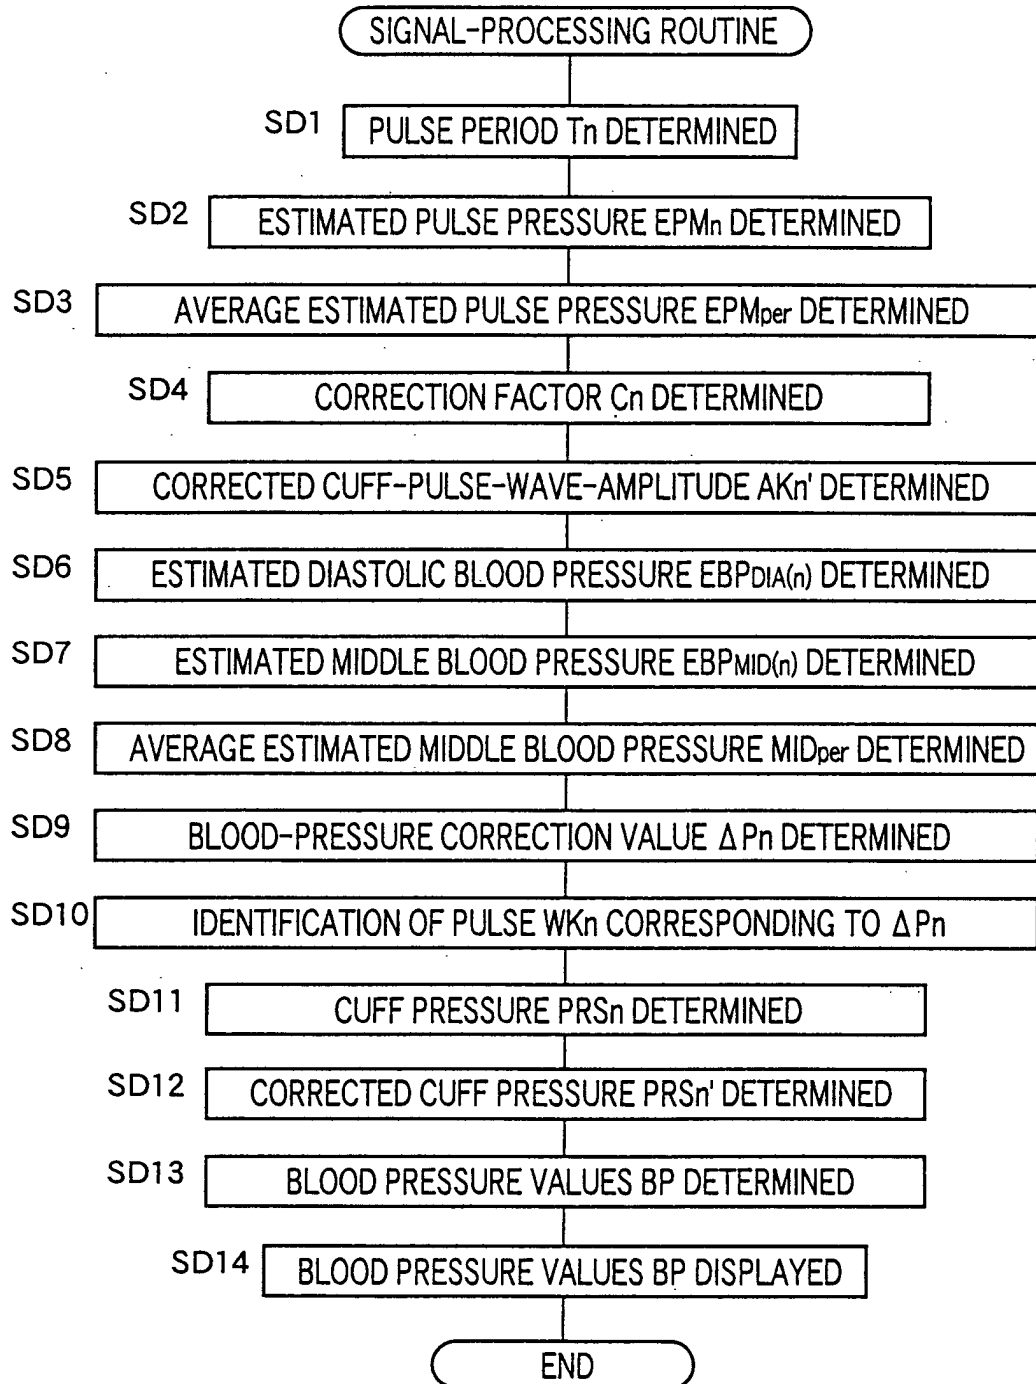 SIGNAL-PROCESSING ROUTINE
SD1 PULSE PERIOD Tn DETERMINED
SD2 ESTIMATED PULSE PRESSURE EPMn DETERMINED
SD3 AVERAGE ESTIMATED PULSE PRESSURE EPMper DETERMINED
SD4 CORRECTION FACTOR Cn DETERMINED
SD5 CORRECTED CUFF-PULSE-WAVE-AMPLITUDE AKn' DETERMINED
SD6 ESTIMATED DIASTOLIC BLOOD PRESSURE EBPDIA(n) DETERMINED
SD7 ESTIMATED MIDDLE BLOOD PRESSURE EBPMID(n) DETERMINED
SD8 AVERAGE ESTIMATED MIDDLE BLOOD PRESSURE MIDper DETERMINED
SD9 BLOOD-PRESSURE CORRECTION VALUE ΔPn DETERMINED
SD10 IDENTIFICATION OF PULSE WKn CORRESPONDING TO ΔPn
SD11 CUFF PRESSURE PRSn DETERMINED
SD12 CORRECTED CUFF PRESSURE PRSn' DETERMINED
SD13 BLOOD PRESSURE VALUES BP DETERMINED
SD14 BLOOD PRESSURE VALUES BP DISPLAYED
END